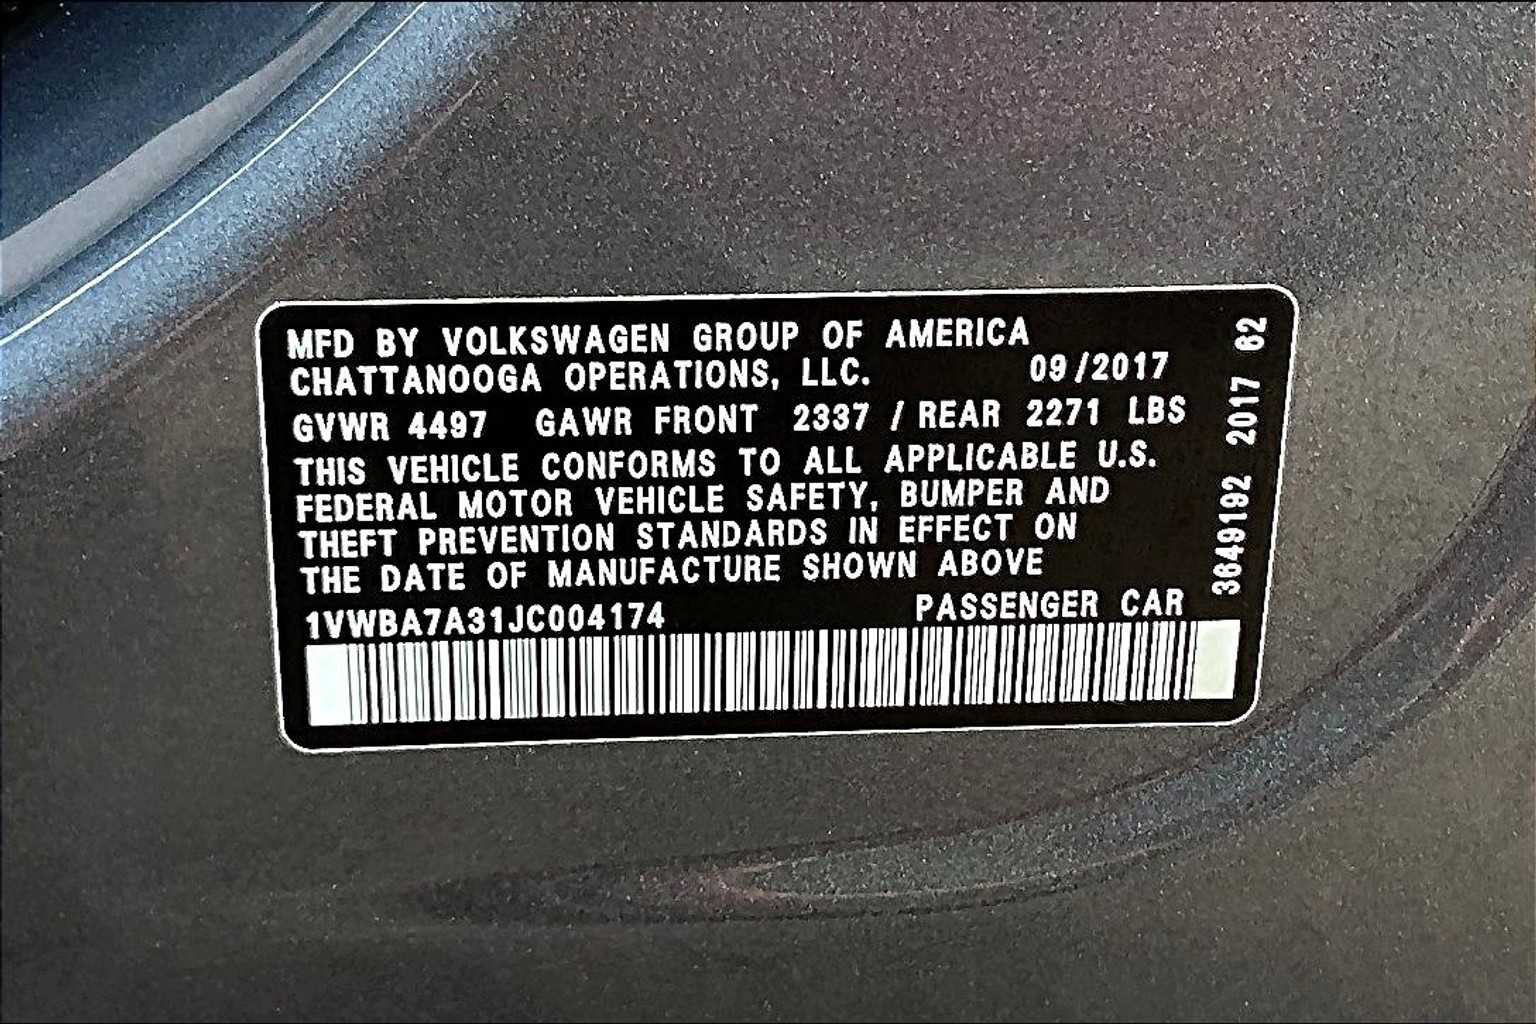 MFD BY VOLKSWAGEN GROUP OF AMERICA
CHATTANOOGA OPERATIONS, LLC. 09/2017
GVWR 4497 GAWR FRONT 2337 / REAR 2271 LBS
THIS VEHICLE CONFORMS TO ALL APPLICABLE U.S.
FEDERAL MOTOR VEHICLE SAFETY, BUMPER AND
THEFT PREVENTION STANDARDS IN EFFECT ON
THE DATE OF MANUFACTURE SHOWN ABOVE
1VWBA7A31JC004174 PASSENGER CAR
3649192 2017 62